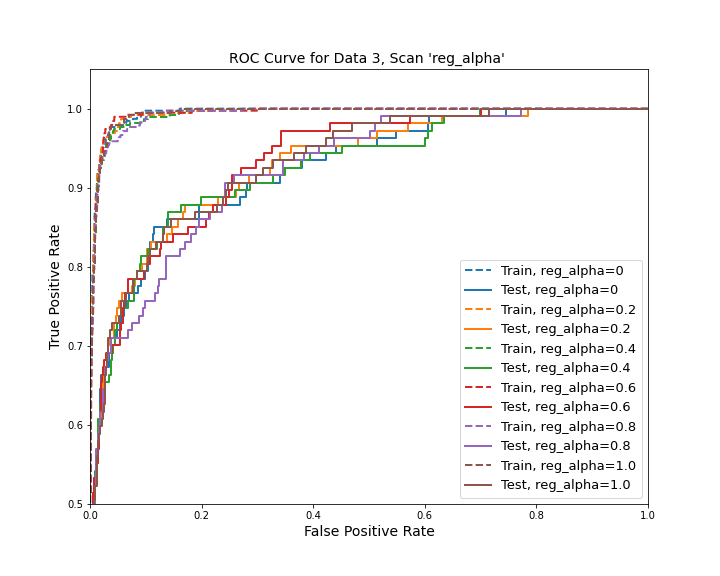 ROC Curve for Data 3, Scan 'reg_alpha'
True Positive Rate
1.0
0.9
0.8
0.7
0.6
0.5
Train, reg_alpha=0
Test, reg_alpha=0
Train, reg_alpha=0.2
Test, reg_alpha=0.2
Train, reg_alpha=0.4
Test, reg_alpha=0.4
Train, reg_alpha=0.6
Test, reg_alpha=0.6
Train, reg_alpha=0.8
Test, reg_alpha=0.8
Train, reg_alpha=1.0
Test, reg_alpha=1.0
0.0 0.2 0.4 0.6 0.8 1.0
False Positive Rate